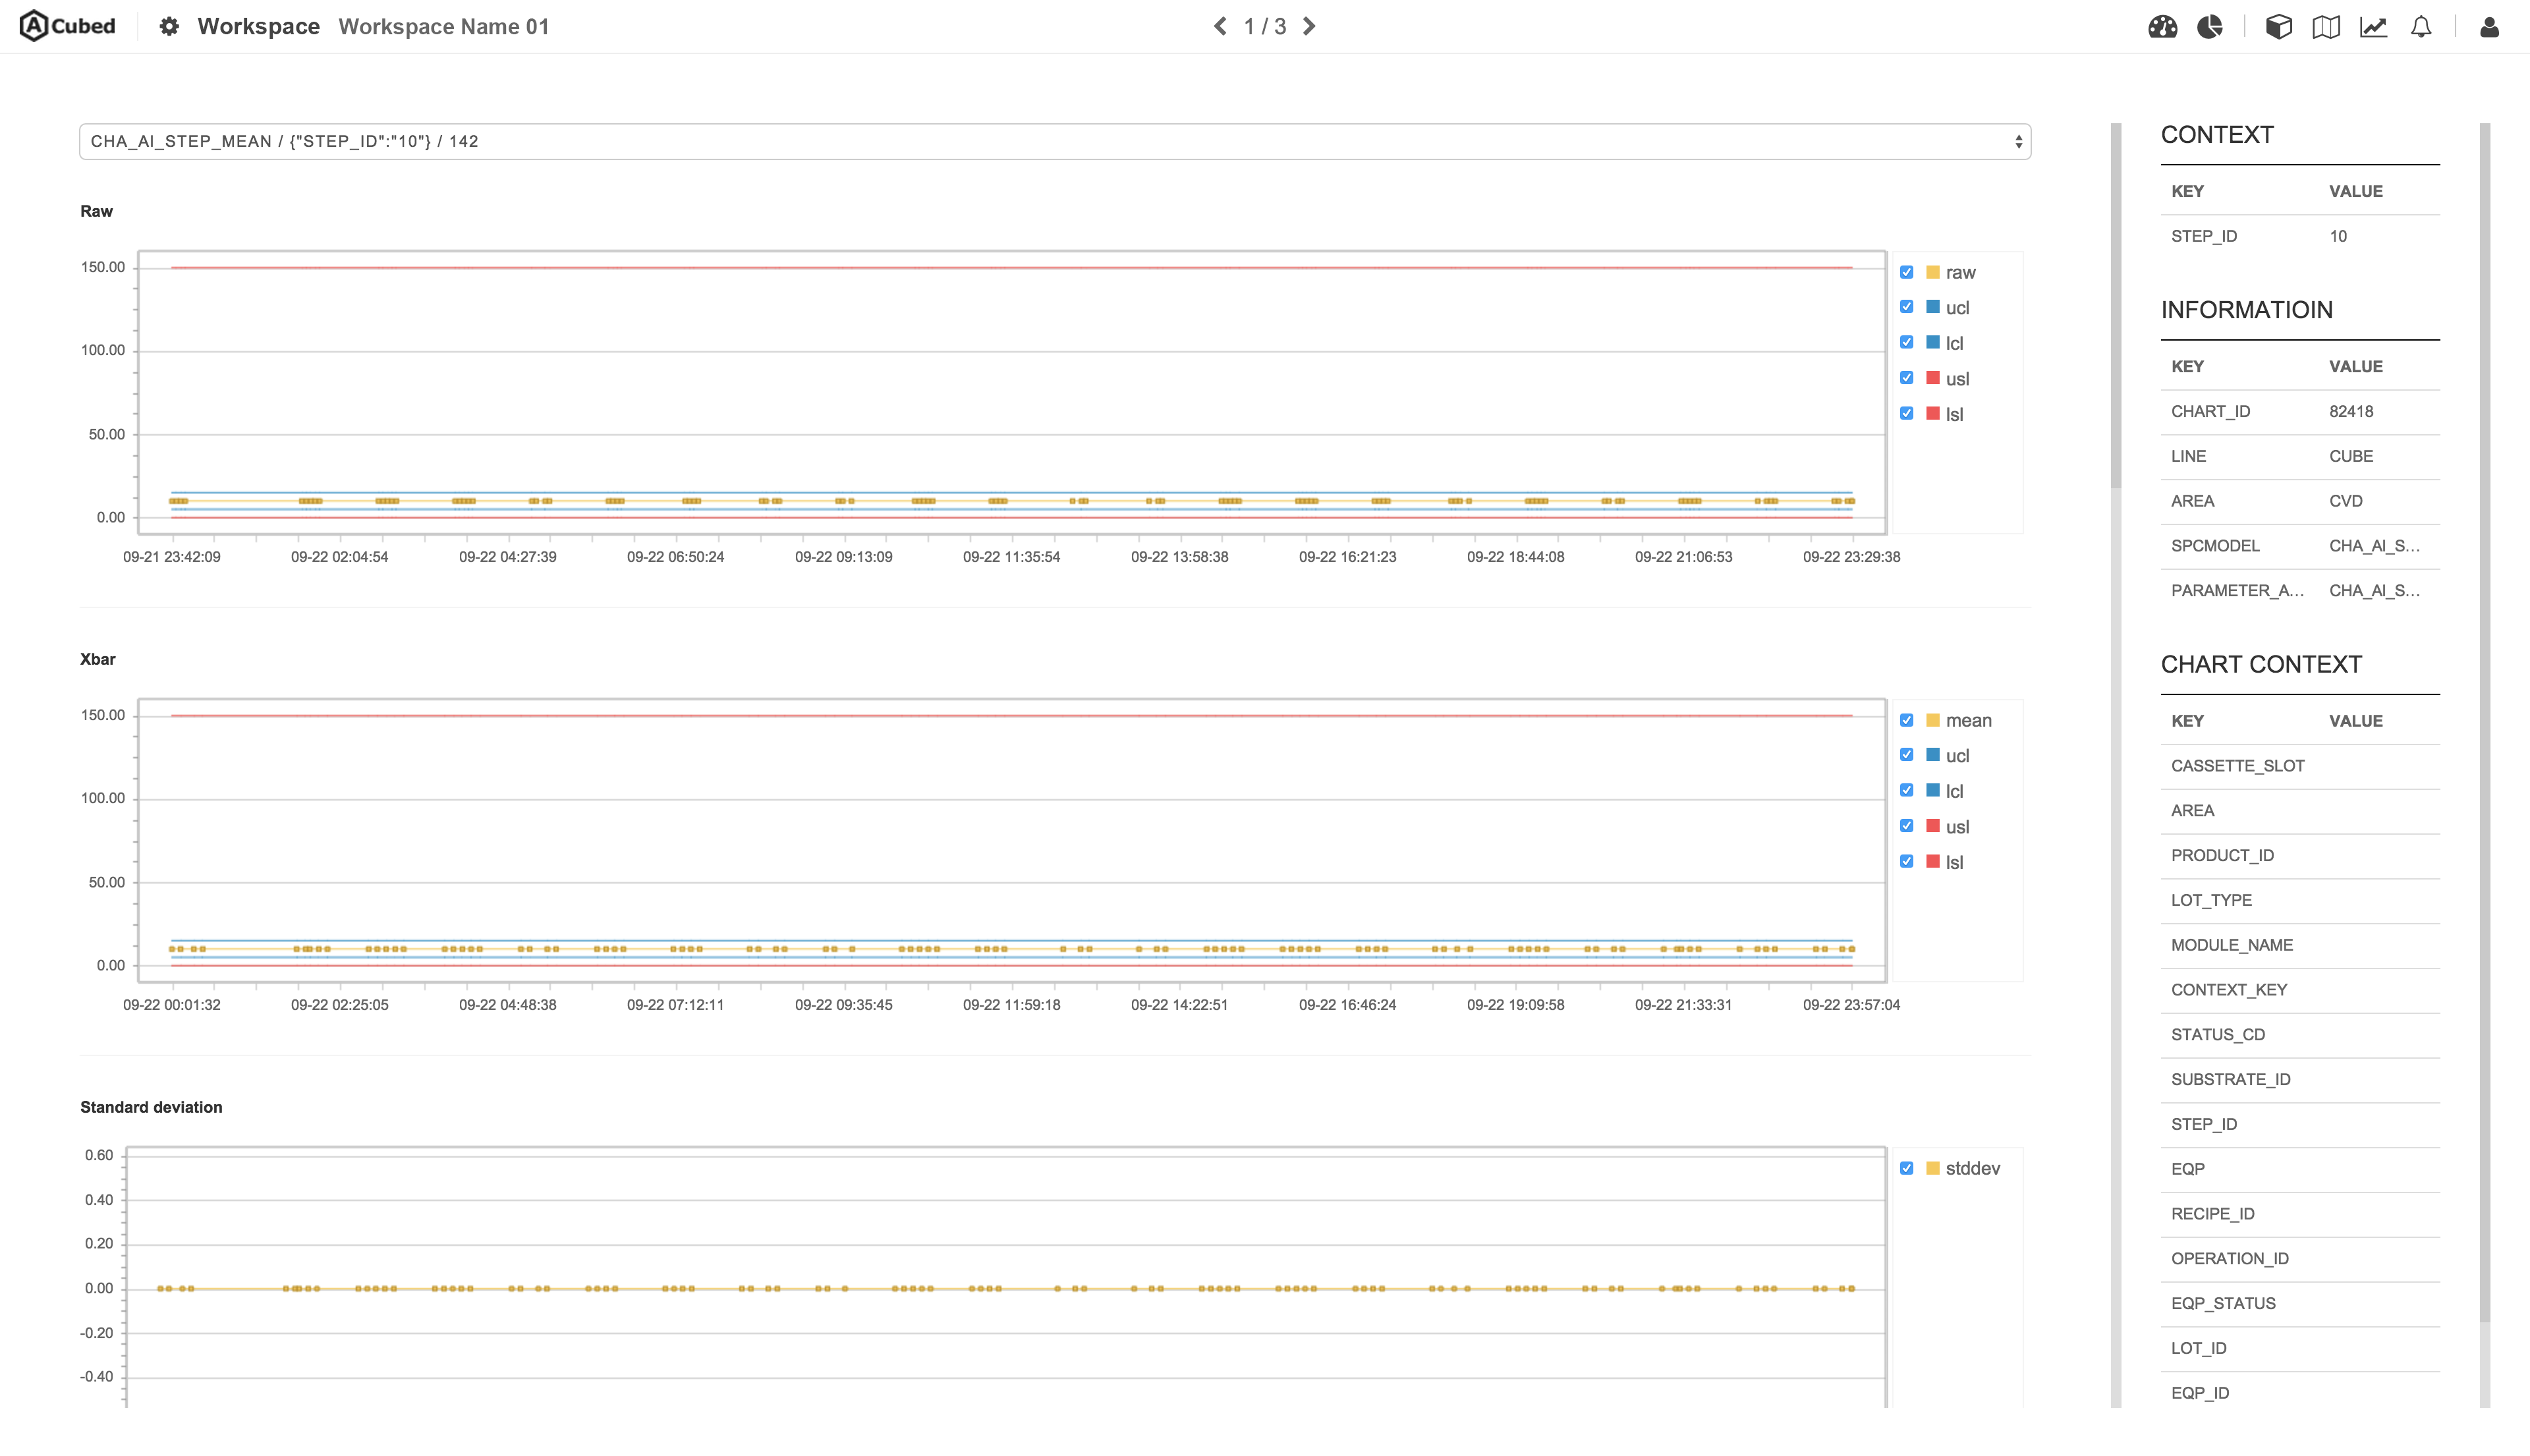 A Cubed Workspace Workspace Name 01 1 / 3
CHA_AI_STEP_MEAN / {"STEP_ID":"10"} / 142
Raw
150.00
100.00
50.00
0.00
09-21 23:42:09 09-22 02:04:54 09-22 04:27:39 09-22 06:50:24 09-22 09:13:09 09-22 11:35:54 09-22 13:58:38 09-22 16:21:23 09-22 18:44:08 09-22 21:06:53 09-22 23:29:38
raw
ucl
lcl
usl
lsl
Xbar
150.00
100.00
50.00
0.00
09-22 00:01:32 09-22 02:25:05 09-22 04:48:38 09-22 07:12:11 09-22 09:35:45 09-22 11:59:18 09-22 14:22:51 09-22 16:46:24 09-22 19:09:58 09-22 21:33:31 09-22 23:57:04
mean
ucl
lcl
usl
lsl
Standard deviation
0.60
0.40
0.20
0.00
-0.20
-0.40
stddev
CONTEXT
KEY VALUE
STEP_ID 10
INFORMATIOIN
KEY VALUE
CHART_ID 82418
LINE CUBE
AREA CVD
SPCMODEL CHA_AI_S...
PARAMETER_A... CHA_AI_S...
CHART CONTEXT
KEY VALUE
CASSETTE_SLOT
AREA
PRODUCT_ID
LOT_TYPE
MODULE_NAME
CONTEXT_KEY
STATUS_CD
SUBSTRATE_ID
STEP_ID
EQP
RECIPE_ID
OPERATION_ID
EQP_STATUS
LOT_ID
EQP_ID